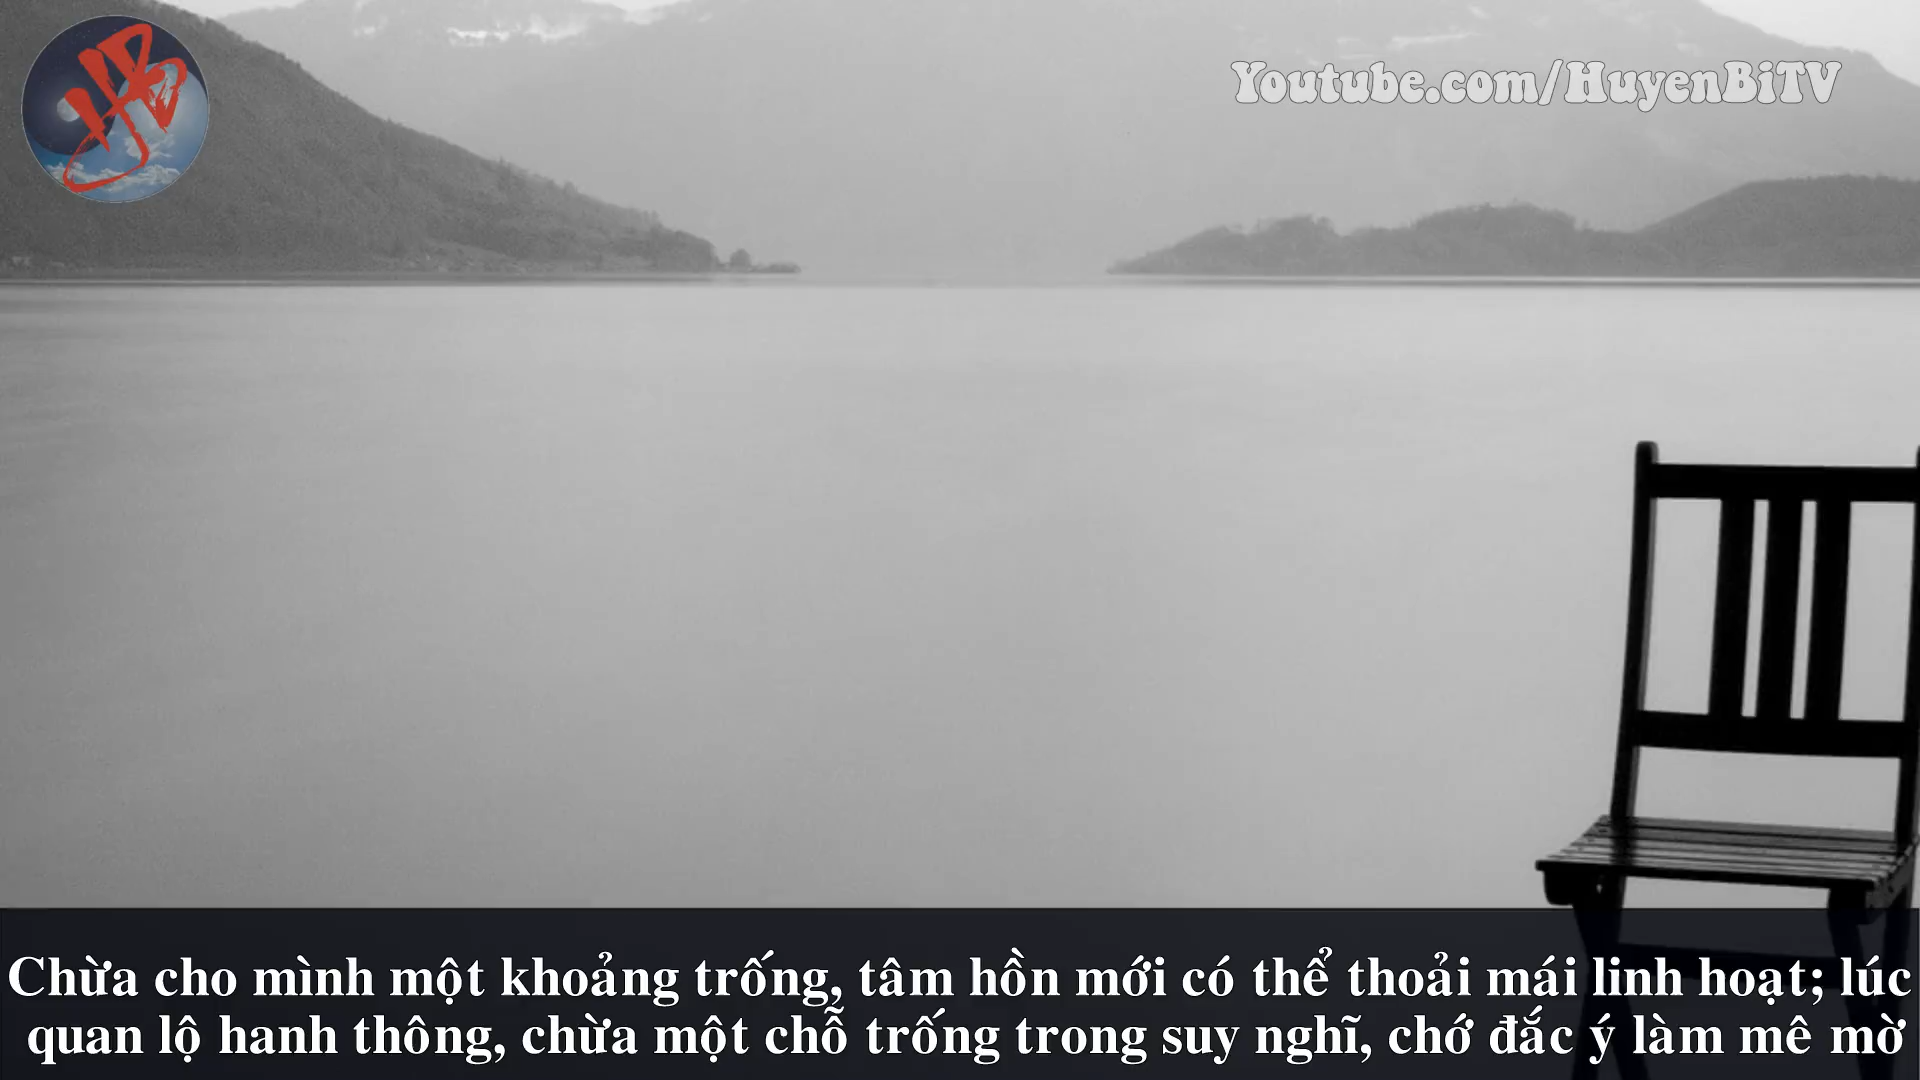 Youtube.com/HuyenBiTV
Chừa cho mình một khoảng trống, tâm hồn mới có thể thoải mái linh hoạt; lúc
quan lộ hanh thông, chừa một chỗ trống trong suy nghĩ, chớ đắc ý làm mê mờ